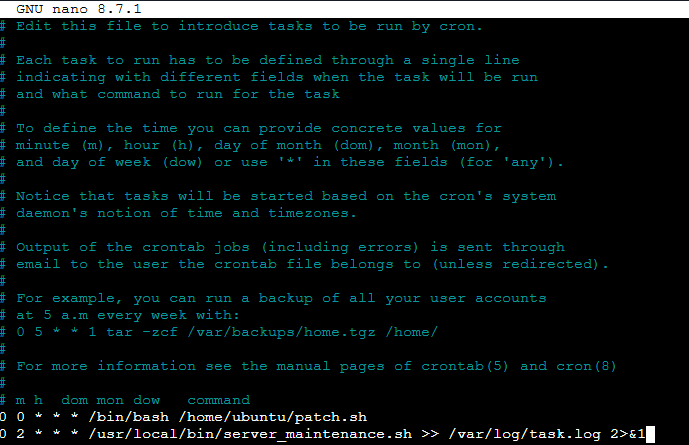 GNU nano 8.7.1
# Edit this file to introduce tasks to be run by cron.
#
# Each task to run has to be defined through a single line
# indicating with different fields when the task will be run
# and what command to run for the task
#
# To define the time you can provide concrete values for
# minute (m), hour (h), day of month (dom), month (mon),
# and day of week (dow) or use '*' in these fields (for 'any').
#
# Notice that tasks will be started based on the cron's system
# daemon's notion of time and timezones.
#
# Output of the crontab jobs (including errors) is sent through
# email to the user the crontab file belongs to (unless redirected).
#
# For example, you can run a backup of all your user accounts
# at 5 a.m every week with:
# 0 5 * * 1 tar -zcf /var/backups/home.tgz /home/
#
# For more information see the manual pages of crontab(5) and cron(8)
#
# m h  dom mon dow   command
0 0 * * * /bin/bash /home/ubuntu/patch.sh
0 2 * * * /usr/local/bin/server_maintenance.sh >> /var/log/task.log 2>&1